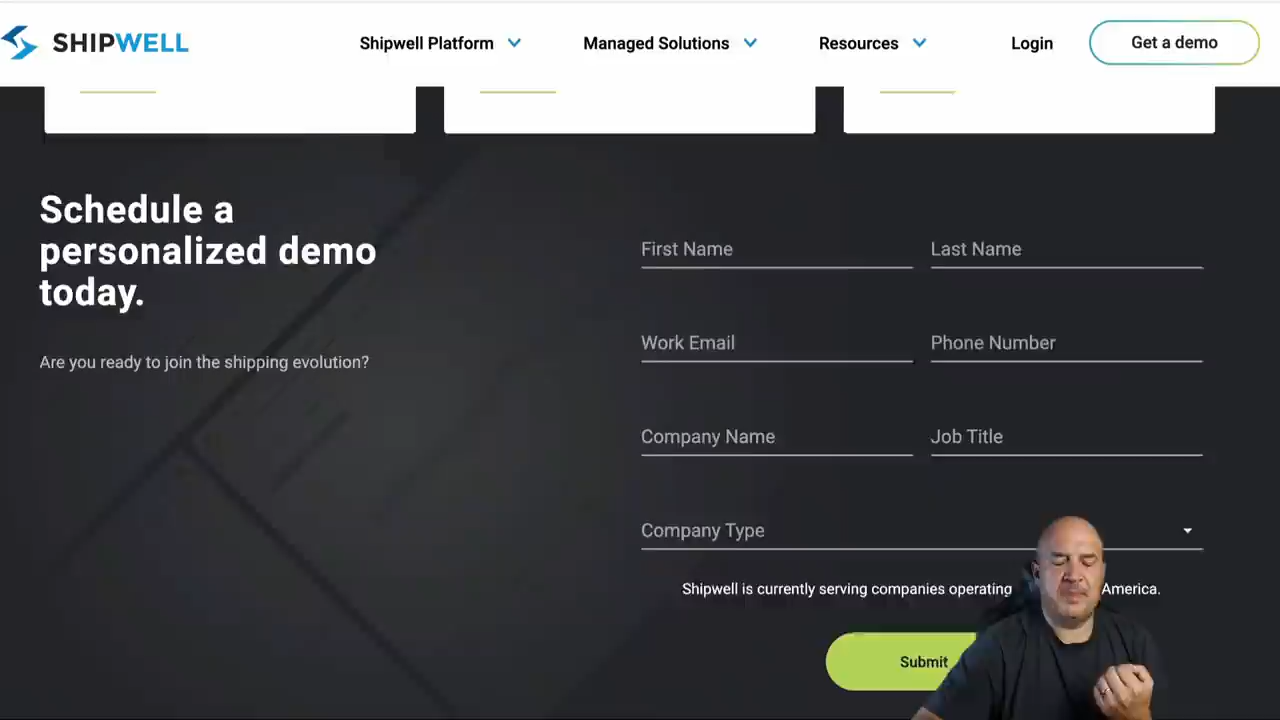 SHIPWELL
Shipwell Platform
Managed Solutions
Resources
Login
Get a demo
Schedule a
personalized demo
today.
Are you ready to join the shipping evolution?
First Name
Last Name
Work Email
Phone Number
Company Name
Job Title
Company Type
Shipwell is currently serving companies operating America.
Submit